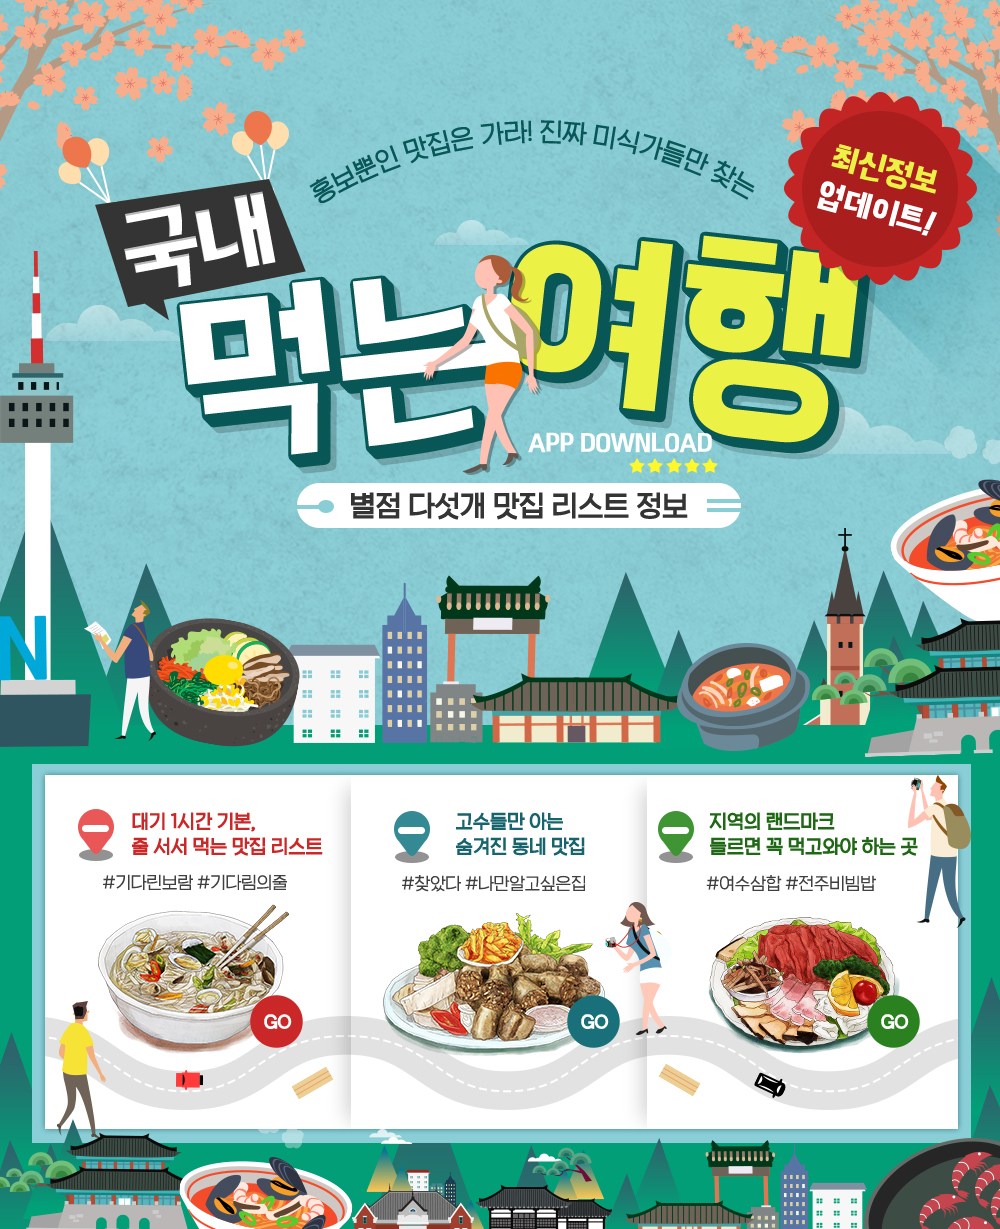 홍보뿐인 맛집은 가라! 진짜 미식가들만 찾는
최신정보
업데이트!
국내
먹는여행
APP DOWNLOAD
별점 다섯개 맛집 리스트 정보
N
대기 1시간 기본,
줄 서서 먹는 맛집 리스트
#기다린보람 #기다림의줄
GO
고수들만 아는
숨겨진 동네 맛집
#찾았다 #나만알고싶은집
GO
지역의 랜드마크
들르면 꼭 먹고와야 하는 곳
#여수삼합 #전주비빔밥
GO